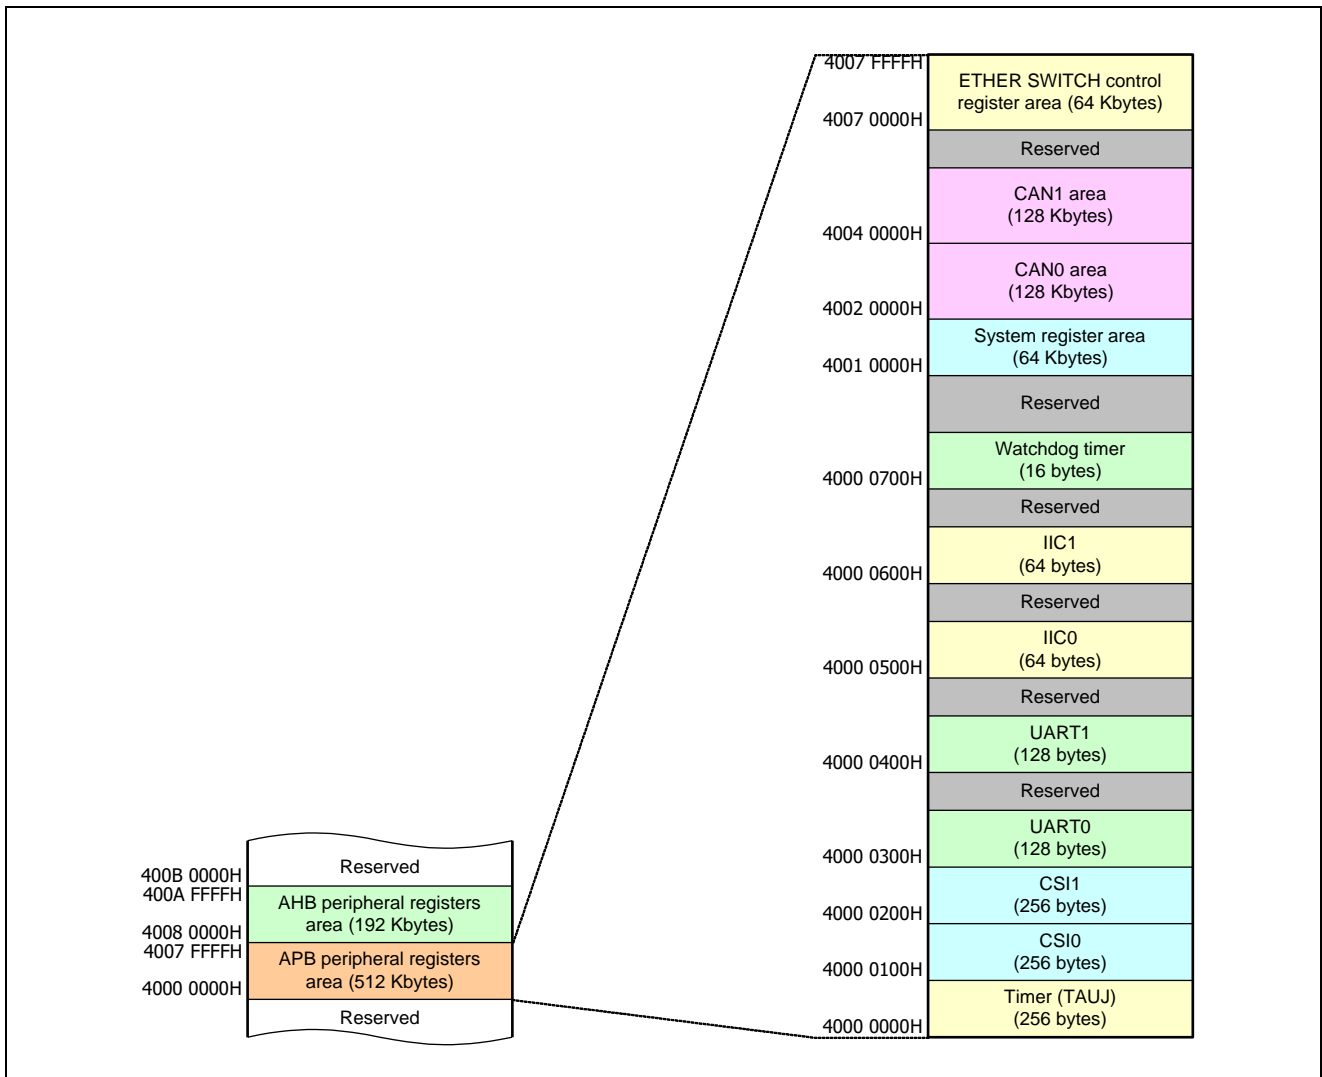 4007 FFFFH
ETHER SWITCH control
register area (64 Kbytes)
4007 0000H
Reserved
CAN1 area
(128 Kbytes)
4004 0000H
CAN0 area
(128 Kbytes)
4002 0000H
System register area
(64 Kbytes)
4001 0000H
Reserved
Watchdog timer
(16 bytes)
4000 0700H
Reserved
IIC1
(64 bytes)
4000 0600H
Reserved
IIC0
(64 bytes)
4000 0500H
Reserved
UART1
(128 bytes)
4000 0400H
Reserved
UART0
(128 bytes)
4000 0300H
CSI1
(256 bytes)
4000 0200H
CSI0
(256 bytes)
4000 0100H
Timer (TAUJ)
(256 bytes)
4000 0000H
Reserved
400B 0000H
400A FFFFH
AHB peripheral registers
area (192 Kbytes)
4008 0000H
4007 FFFFH
APB peripheral registers
area (512 Kbytes)
4000 0000H
Reserved